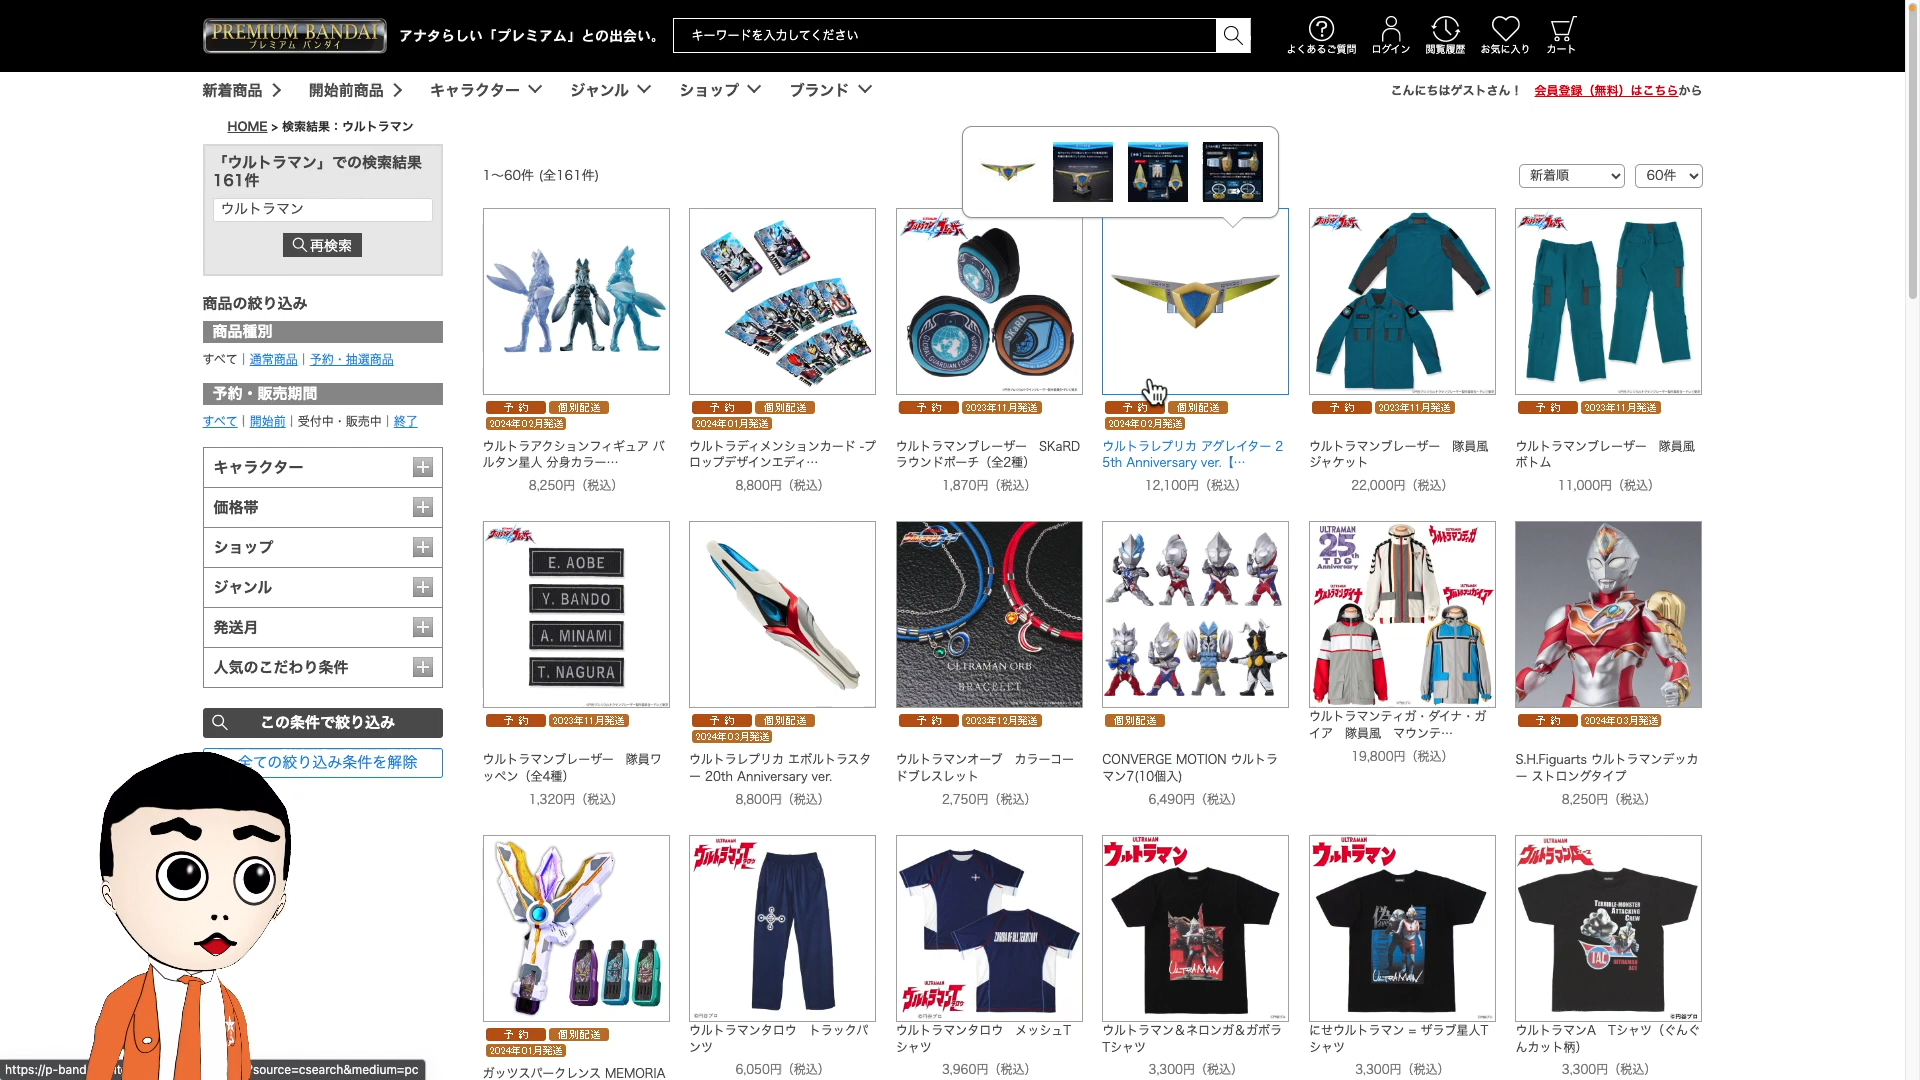 PREMIUM BANDAI
プレミアム バンダイ
アナタらしい「プレミアム」との出会い。
キーワードを入力してください
よくあるご質問
ログイン
閲覧履歴
お気に入り
カート
新着商品
開始前商品
キャラクター
ジャンル
ショップ
ブランド
こんにちはゲストさん！ 会員登録（無料）はこちらから
HOME > 検索結果：ウルトラマン
「ウルトラマン」での検索結果
161件
ウルトラマン
再検索
商品の絞り込み
商品種別
すべて | 通常商品 | 予約・抽選商品
予約・販売期間
すべて | 開始前 | 受付中・販売中 | 終了
キャラクター
価格帯
ショップ
ジャンル
発送月
人気のこだわり条件
この条件で絞り込み
全ての絞り込み条件を解除
1〜60件 (全161件)
新着順
60件
予 約 個別配送
2024年02月発送
ウルトラアクションフィギュア バ
ルタン星人 分身カラー…
8,250円（税込）
予 約 個別配送
2024年01月発送
ウルトラディメンションカード -プ
ロップデザインエディ…
8,800円（税込）
予 約 2023年11月発送
ウルトラマンブレーザー　SKaRD
ラウンドポーチ（全2種）
1,870円（税込）
予 約 個別配送
2024年02月発送
ウルトラレプリカ アグレイター 2
5th Anniversary ver.【…
12,100円（税込）
予 約 2023年11月発送
ウルトラマンブレーザー　隊員風
ジャケット
22,000円（税込）
予 約 2023年11月発送
ウルトラマンブレーザー　隊員風
ボトム
11,000円（税込）
E. AOBE
Y. BANDO
A. MINAMI
T. NAGURA
予 約 2023年11月発送
ウルトラマンブレーザー　隊員ワ
ッペン（全4種）
1,320円（税込）
予 約 個別配送
2024年03月発送
ウルトラレプリカ エボルトラスタ
ー 20th Anniversary ver.
8,800円（税込）
ULTRAMAN ORB
BRACELET
予 約 2023年12月発送
ウルトラマンオーブ　カラーコー
ドブレスレット
2,750円（税込）
個別配送
CONVERGE MOTION ウルトラ
マン7(10個入)
6,490円（税込）
ULTRAMAN
25th
TDG
Anniversary
ウルトラマンティガ
ウルトラマンダイナ
ウルトラマンガイア
ウルトラマンティガ・ダイナ・ガ
イア　隊員風　マウンテ…
19,800円（税込）
予 約 2024年03月発送
S.H.Figuarts ウルトラマンデッカ
ー ストロングタイプ
8,250円（税込）
予 約 個別配送
2024年01月発送
ガッツスパークレンス MEMORIA
ULTRAMAN
ウルトラマンT
ウルトラマンタロウ　トラックパ
ンツ
6,050円（税込）
ウルトラマンT
ウルトラマンタロウ　メッシュT
シャツ
3,960円（税込）
ULTRAMAN
ウルトラマン
ULTRAMAN
ウルトラマン＆ネロンガ＆ガボラ
Tシャツ
3,300円（税込）
ULTRAMAN
ウルトラマン
偽
ULTRAMAN
にせウルトラマン = ザラブ星人T
シャツ
3,300円（税込）
ULTRAMAN
ウルトラマンA
TERRIBLE-MONSTER
ATTACKING
CREW
TAC
ULTRAMAN
ACE
©円谷プロ
ウルトラマンA　Tシャツ（ぐんぐ
んカット柄）
3,300円（税込）
https://p-band
?source=csearch&medium=pc